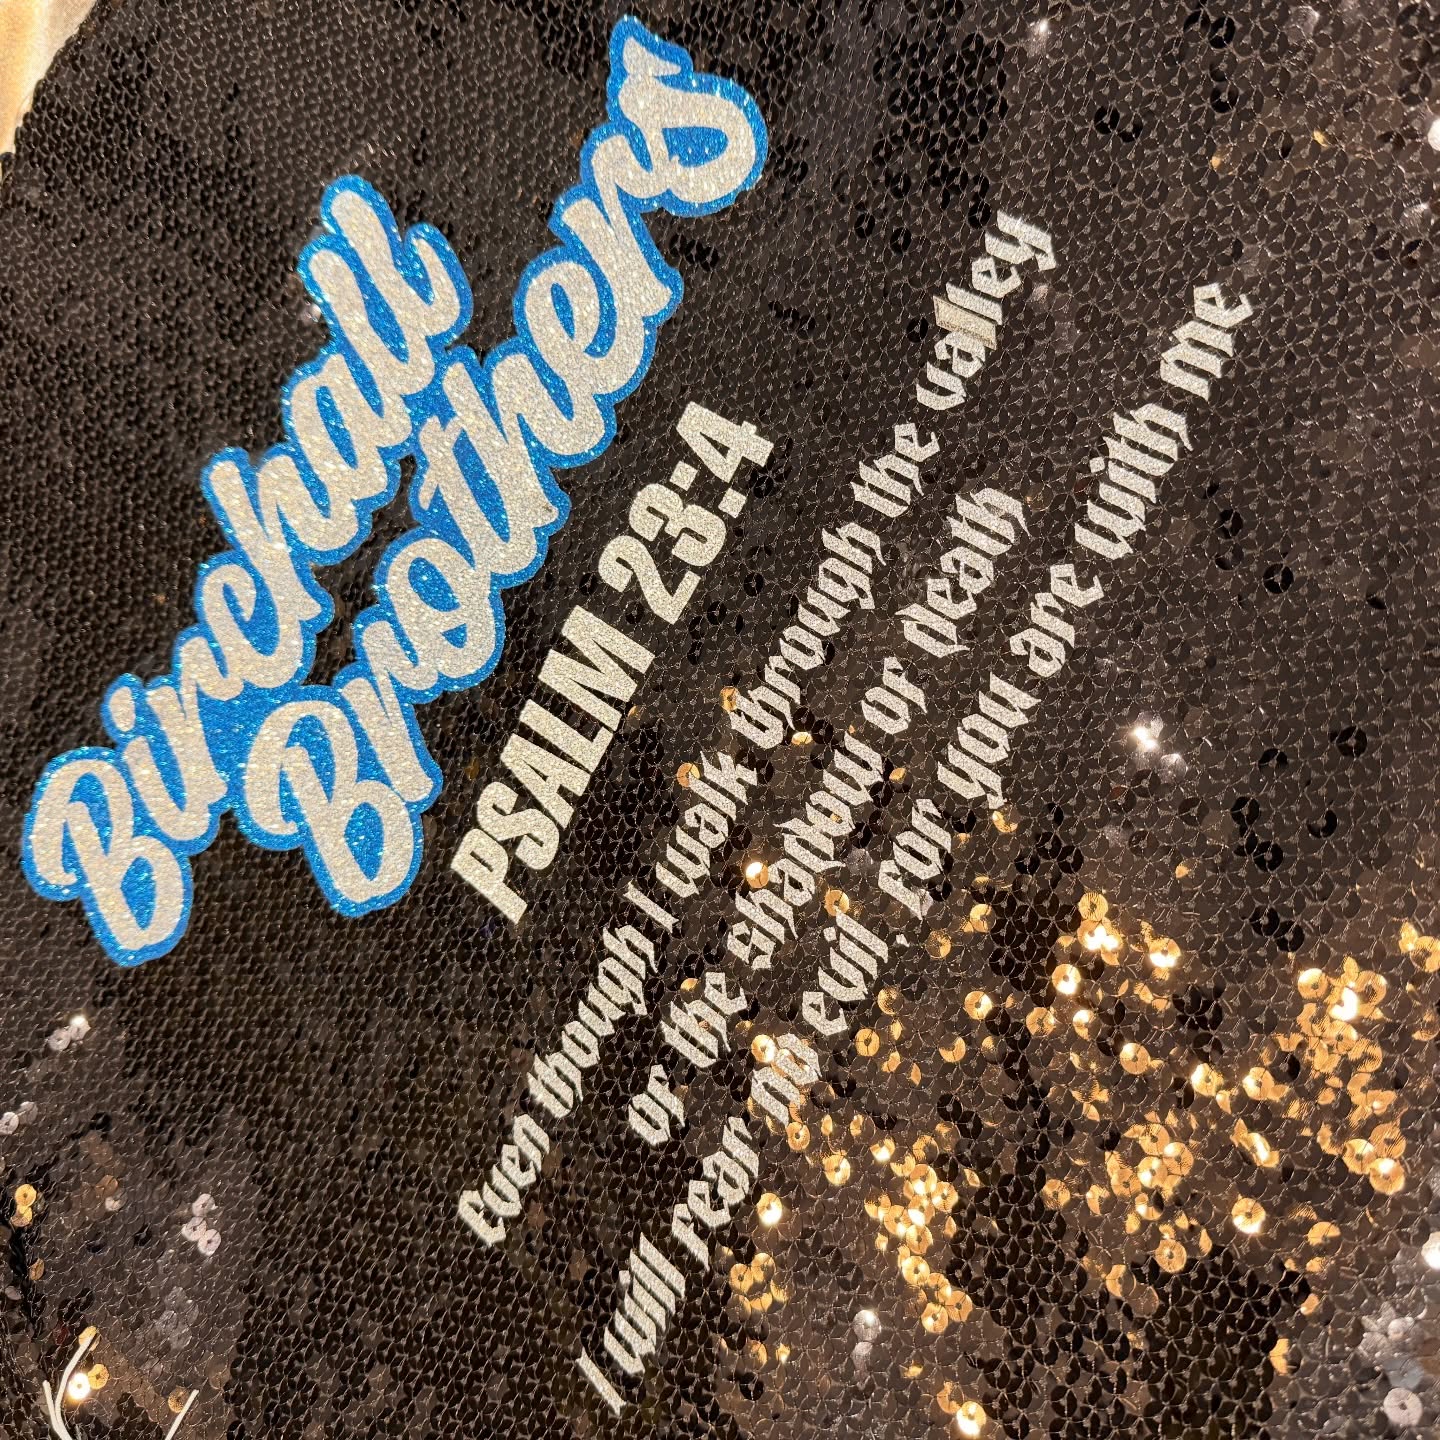 Birchall
Brothers
PSALM 23:4
Even though I walk through the valley
of the shadow of death
I will fear no evil, for you are with me